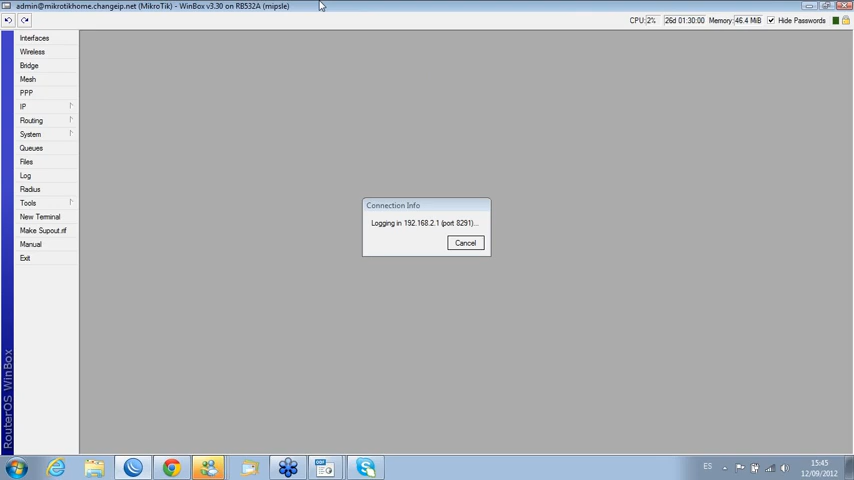 admin@mikrotikhome.changeip.net (MikroTik) - WinBox v3.30 on RB532A (mipsle)
CPU: 2% 26d 01:30:00 Memory: 46.4 MiB Hide Passwords
Interfaces
Wireless
Bridge
Mesh
PPP
IP
Routing
System
Queues
Files
Log
Radius
Tools
New Terminal
Make Supout.rif
Manual
Exit
Connection Info
Logging in 192.168.2.1 (port 8291)...
Cancel
RouterOS WinBox
ES
15:45
12/09/2012